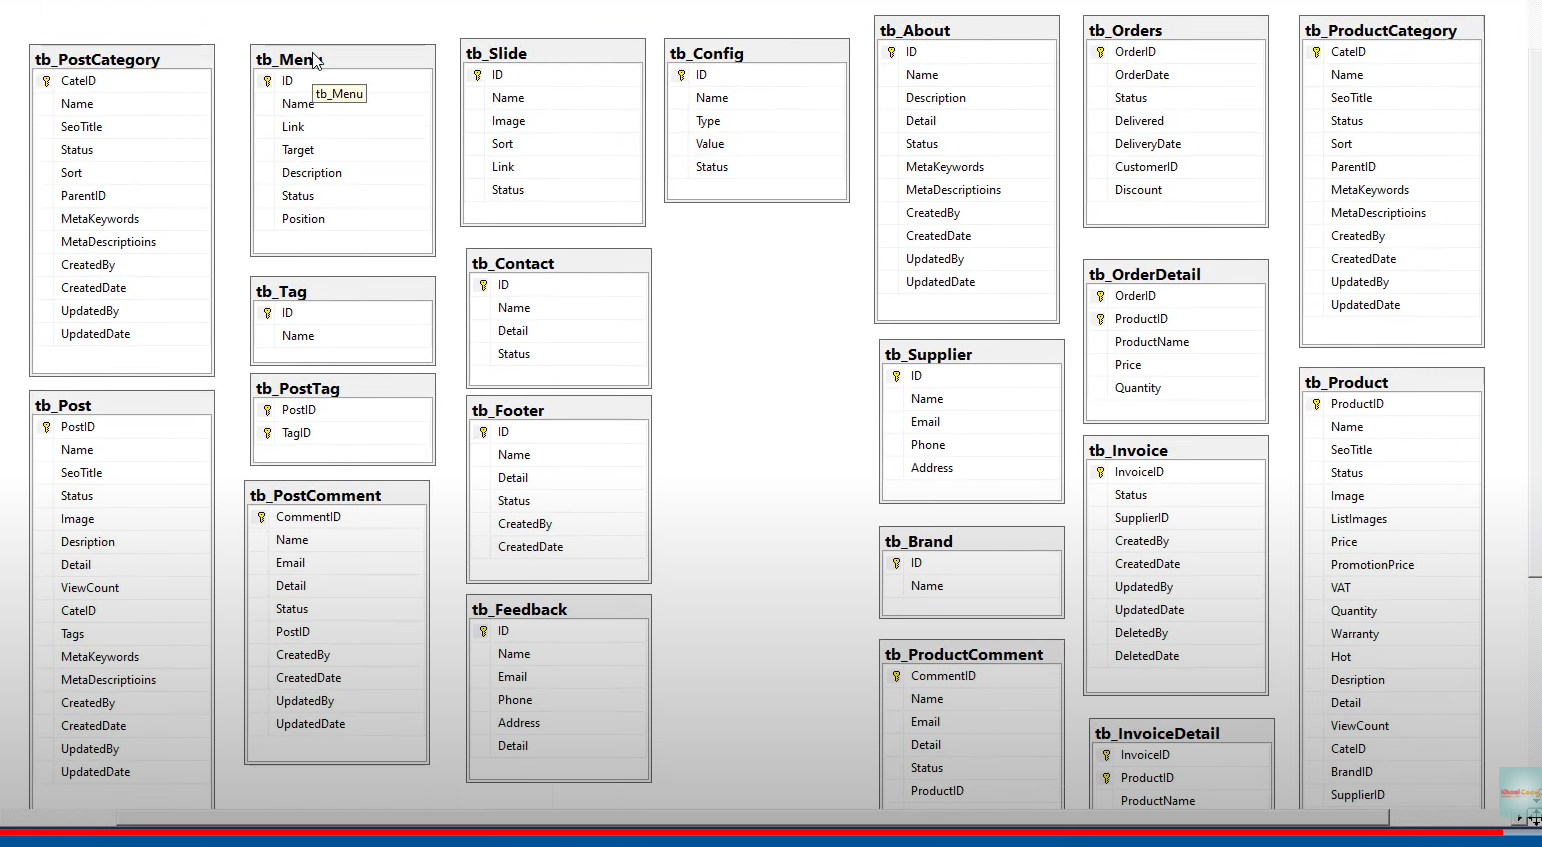 tb_PostCategory
CateID
Name
SeoTitle
Status
Sort
ParentID
MetaKeywords
MetaDescriptioins
CreatedBy
CreatedDate
UpdatedBy
UpdatedDate
tb_Post
PostID
Name
SeoTitle
Status
Image
Desription
Detail
ViewCount
CateID
Tags
MetaKeywords
MetaDescriptioins
CreatedBy
CreatedDate
UpdatedBy
UpdatedDate
tb_Menu
ID
tb_Menu
Name
Link
Target
Description
Status
Position
tb_Tag
ID
Name
tb_PostTag
PostID
TagID
tb_PostComment
CommentID
Name
Email
Detail
Status
PostID
CreatedBy
CreatedDate
UpdatedBy
UpdatedDate
tb_Slide
ID
Name
Image
Sort
Link
Status
tb_Contact
ID
Name
Detail
Status
tb_Footer
ID
Name
Detail
Status
CreatedBy
CreatedDate
tb_Feedback
ID
Name
Email
Phone
Address
Detail
tb_Config
ID
Name
Type
Value
Status
tb_About
ID
Name
Description
Detail
Status
MetaKeywords
MetaDescriptioins
CreatedBy
CreatedDate
UpdatedBy
UpdatedDate
tb_Supplier
ID
Name
Email
Phone
Address
tb_Brand
ID
Name
tb_ProductComment
CommentID
Name
Email
Detail
Status
ProductID
tb_Orders
OrderID
OrderDate
Status
Delivered
DeliveryDate
CustomerID
Discount
tb_OrderDetail
OrderID
ProductID
ProductName
Price
Quantity
tb_Invoice
InvoiceID
Status
SupplierID
CreatedBy
CreatedDate
UpdatedBy
UpdatedDate
DeletedBy
DeletedDate
tb_InvoiceDetail
InvoiceID
ProductID
ProductName
tb_ProductCategory
CateID
Name
SeoTitle
Status
Sort
ParentID
MetaKeywords
MetaDescriptioins
CreatedBy
CreatedDate
UpdatedBy
UpdatedDate
tb_Product
ProductID
Name
SeoTitle
Status
Image
ListImages
Price
PromotionPrice
VAT
Quantity
Warranty
Hot
Desription
Detail
ViewCount
CateID
BrandID
SupplierID